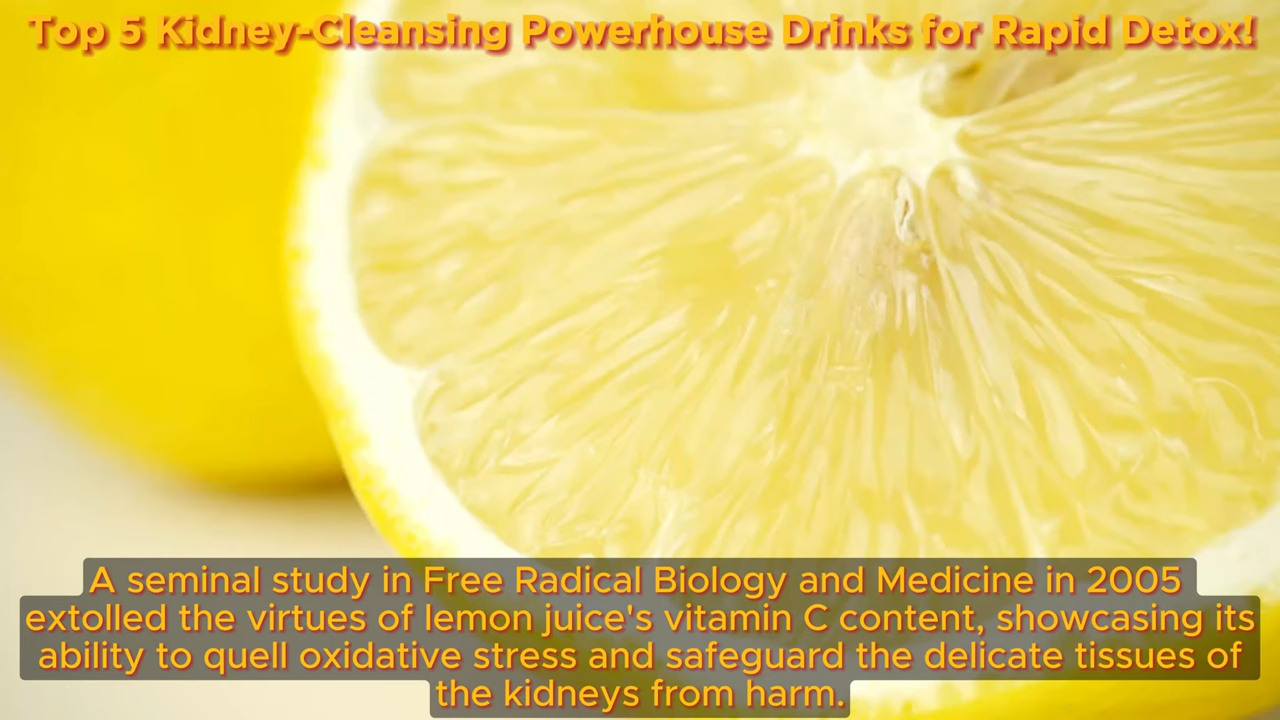 Top 5 Kidney-Cleansing Powerhouse Drinks for Rapid Detox!
A seminal study in Free Radical Biology and Medicine in 2005
extolled the virtues of lemon juice's vitamin C content, showcasing its
ability to quell oxidative stress and safeguard the delicate tissues of
the kidneys from harm.